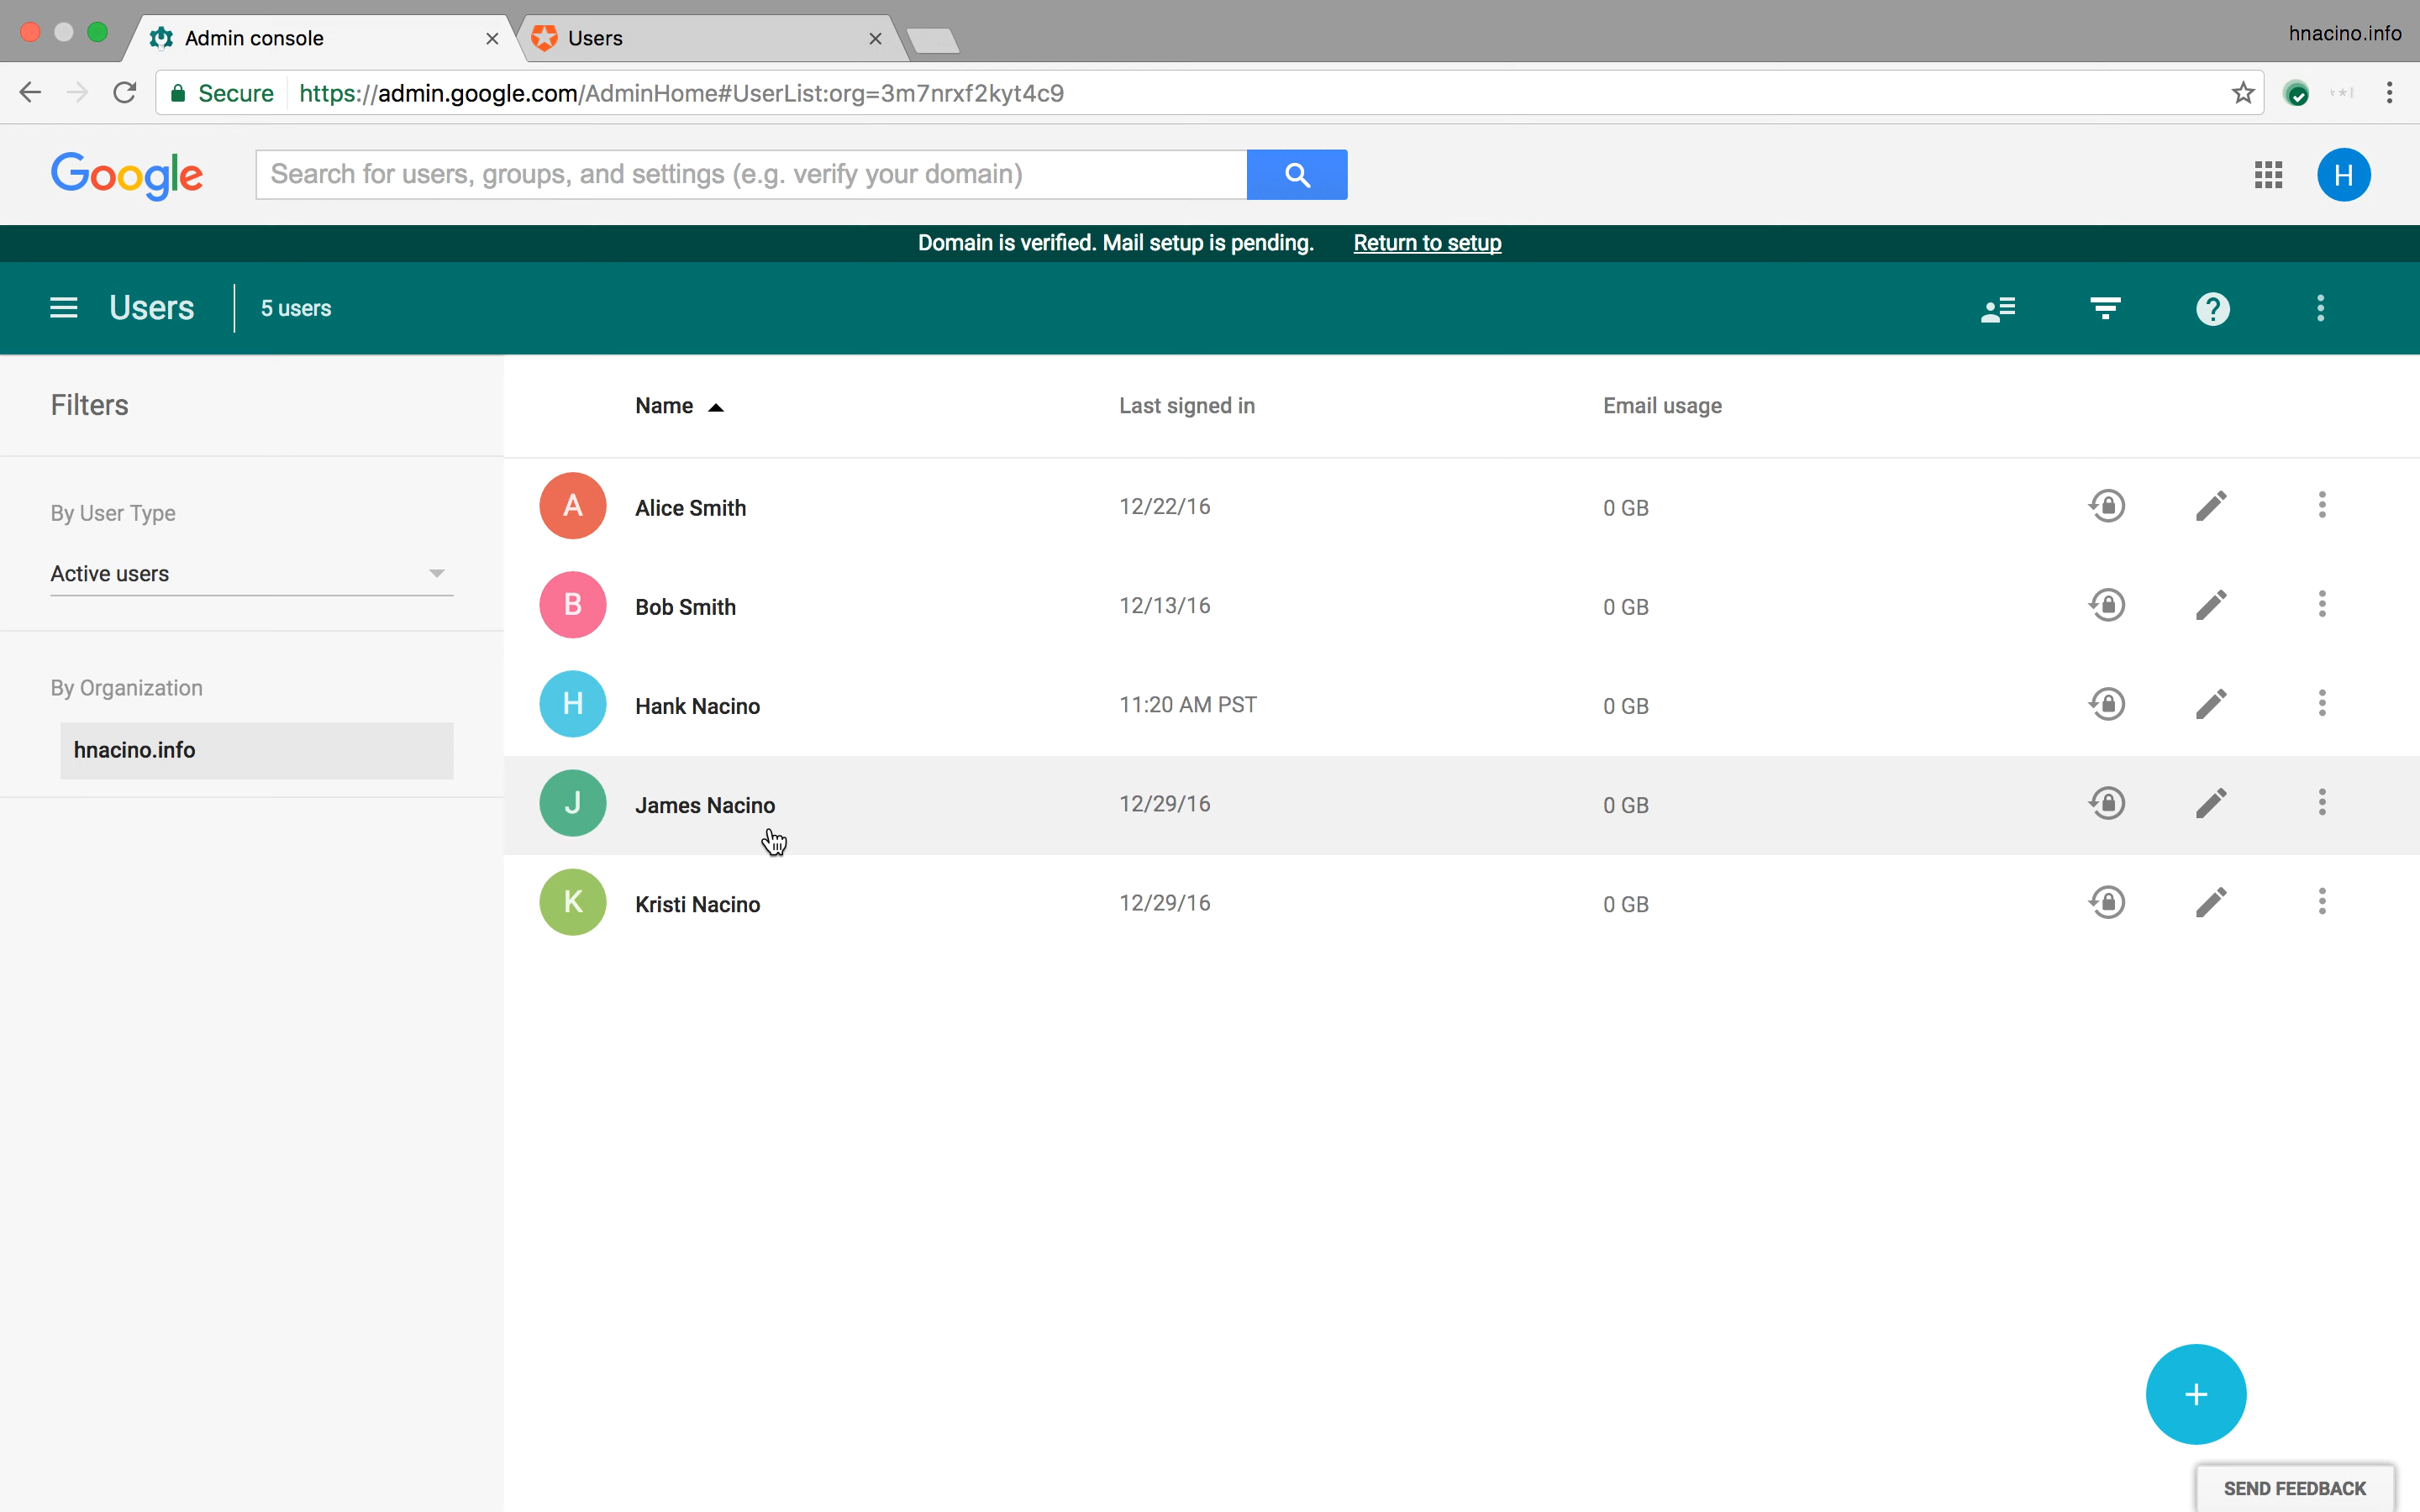 Admin console
Users
hnacino.info
Secure https://admin.google.com/AdminHome#UserList:org=3m7nrxf2kyt4c9
Google
Search for users, groups, and settings (e.g. verify your domain)
H
Domain is verified. Mail setup is pending. Return to setup
Users 5 users
?
Filters
By User Type
Active users
By Organization
hnacino.info
Name Last signed in Email usage
A Alice Smith 12/22/16 0 GB
B Bob Smith 12/13/16 0 GB
H Hank Nacino 11:20 AM PST 0 GB
J James Nacino 12/29/16 0 GB
K Kristi Nacino 12/29/16 0 GB
+
SEND FEEDBACK